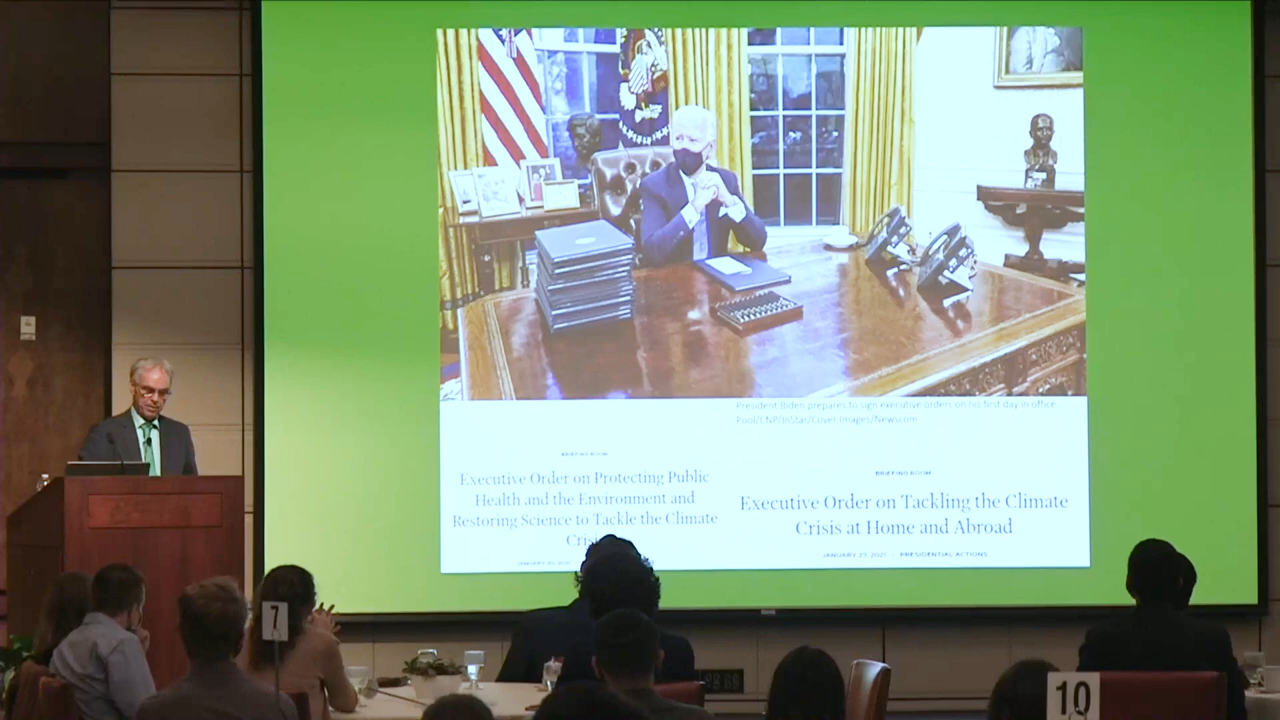 President Biden prepares to sign executive orders on his first day in office.
Pool/CNP/InStar/Cover Images/Newscom
BRIEFING ROOM
Executive Order on Protecting Public
Health and the Environment and
Restoring Science to Tackle the Climate
BRIEFING ROOM
Executive Order on Tackling the Climate
Crisis at Home and Abroad
JANUARY 27, 2021 • PRESIDENTIAL ACTIONS
JANUARY 20, 2021
7
10